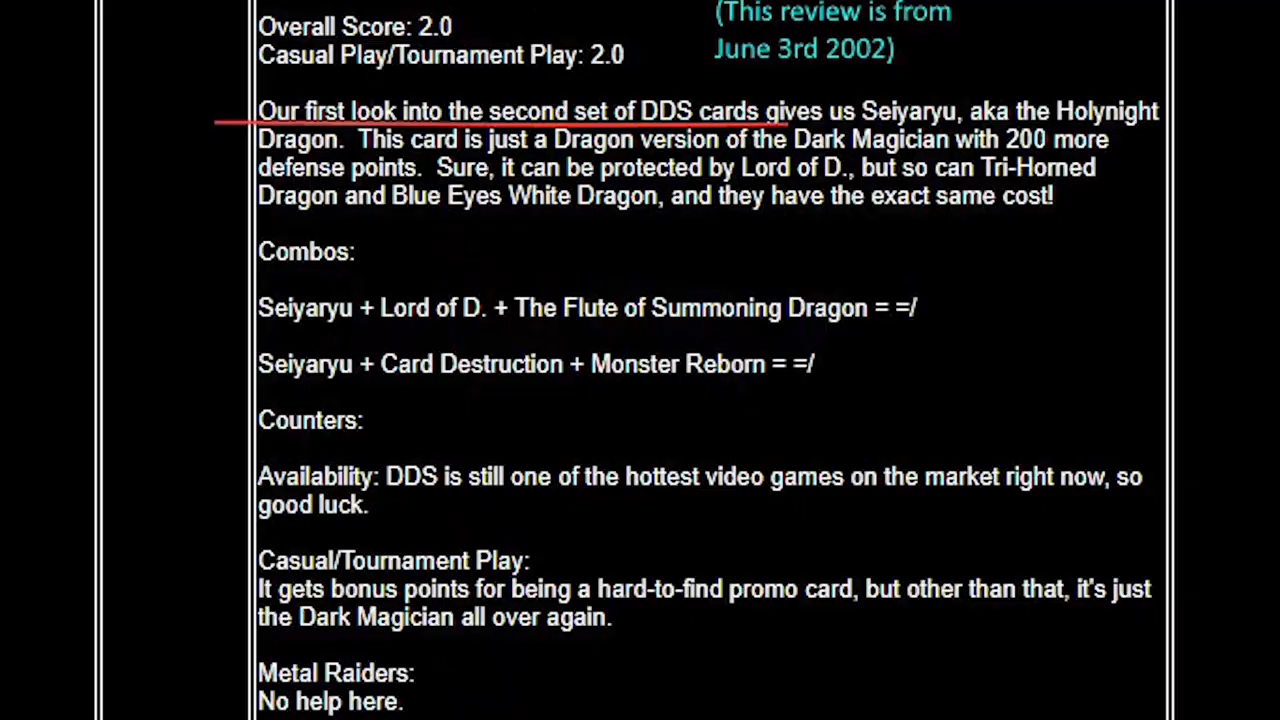 Overall Score: 2.0
Casual Play/Tournament Play: 2.0
(This review is from
June 3rd 2002)
Our first look into the second set of DDS cards gives us Seiyaryu, aka the Holynight
Dragon.  This card is just a Dragon version of the Dark Magician with 200 more
defense points.  Sure, it can be protected by Lord of D., but so can Tri-Horned
Dragon and Blue Eyes White Dragon, and they have the exact same cost!
Combos:
Seiyaryu + Lord of D. + The Flute of Summoning Dragon = =/
Seiyaryu + Card Destruction + Monster Reborn = =/
Counters:
Availability: DDS is still one of the hottest video games on the market right now, so
good luck.
Casual/Tournament Play:
It gets bonus points for being a hard-to-find promo card, but other than that, it's just
the Dark Magician all over again.
Metal Raiders:
No help here.